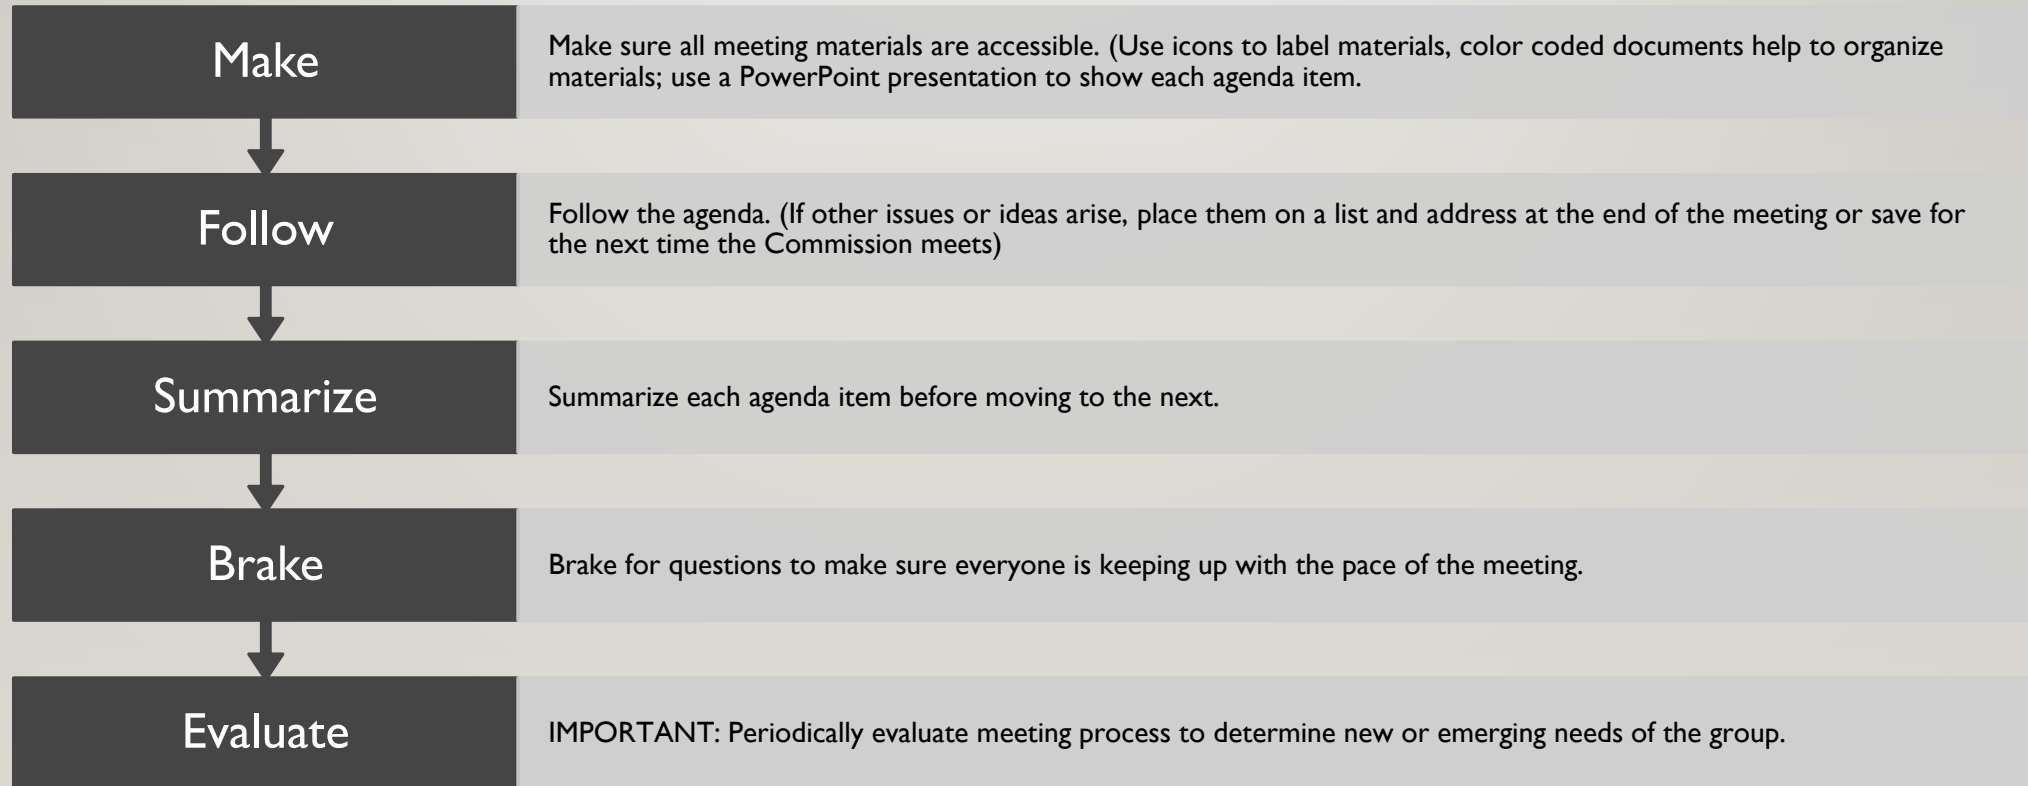 Make
Make sure all meeting materials are accessible. (Use icons to label materials, color coded documents help to organize
materials; use a PowerPoint presentation to show each agenda item.
Follow
Follow the agenda. (If other issues or ideas arise, place them on a list and address at the end of the meeting or save for
the next time the Commission meets)
Summarize
Summarize each agenda item before moving to the next.
Brake
Brake for questions to make sure everyone is keeping up with the pace of the meeting.
Evaluate
IMPORTANT: Periodically evaluate meeting process to determine new or emerging needs of the group.